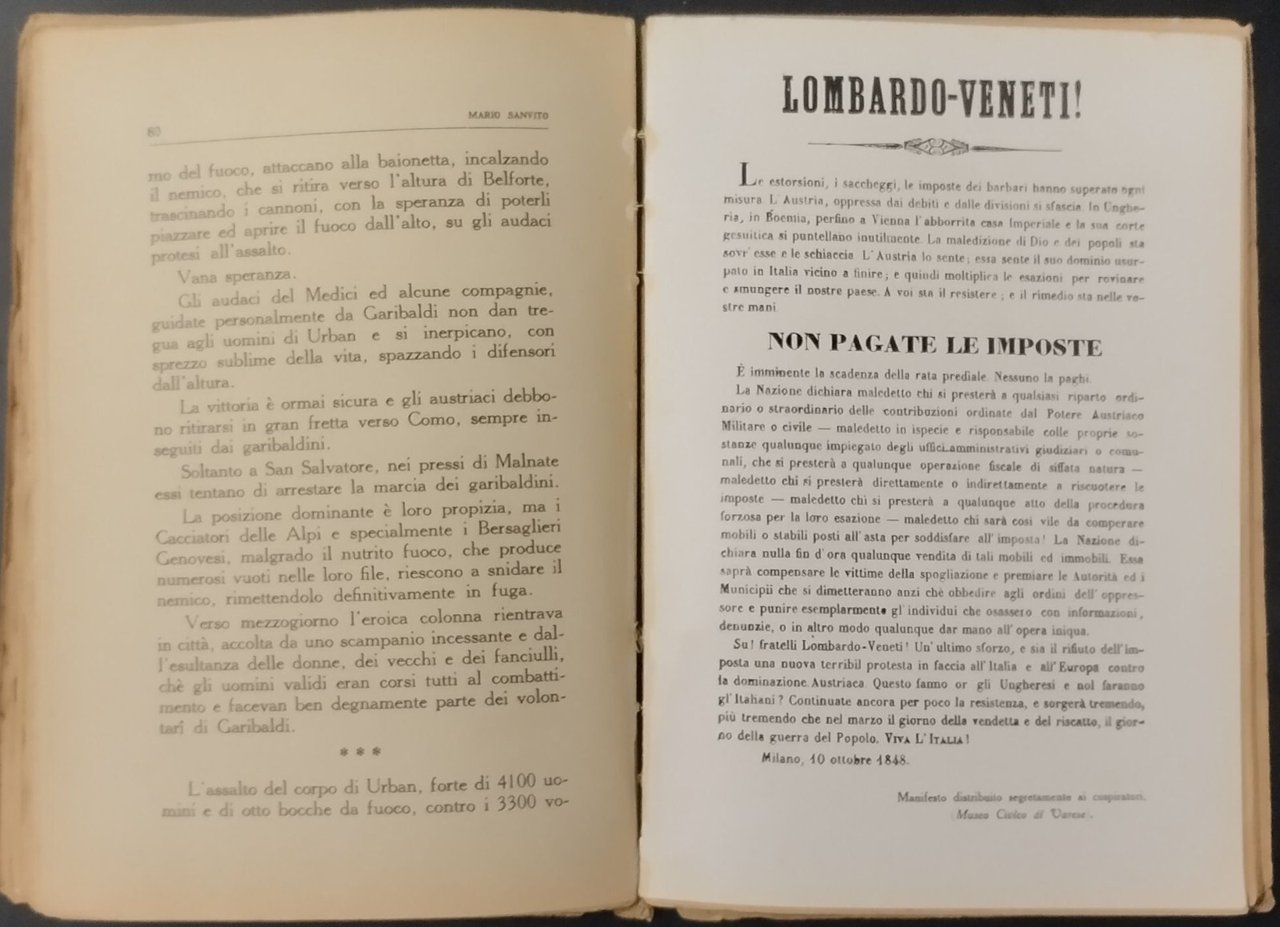 80
MARIO SANVITO
mo del fuoco, attaccano alla baionetta, incalzando
il nemico, che si ritira verso l'altura di Belforte,
trascinando i cannoni, con la speranza di poterli
piazzare ed aprire il fuoco dall'alto, su gli audaci
protesi all'assalto.
Vana speranza.
Gli audaci del Medici ed alcune compagnie,
guidate personalmente da Garibaldi non dan tre-
gua agli uomini di Urban e si inerpicano, con
sprezzo sublime della vita, spazzando i difensori
dall'altura.
La vittoria è ormai sicura e gli austriaci debbo-
no ritirarsi in gran fretta verso Como, sempre in-
seguiti dai garibaldini.
Soltanto a San Salvatore, nei pressi di Malnate
essi tentano di arrestare la marcia dei garibaldini.
La posizione dominante è loro propizia, ma i
Cacciatori delle Alpi e specialmente i Bersaglieri
Genovesi, malgrado il nutrito fuoco, che produce
numerosi vuoti nelle loro file, riescono a snidare il
nemico, rimettendolo definitivamente in fuga.
Verso mezzogiorno l'eroica colonna rientrava
in città, accolta da uno scampanio incessante e dal-
l'esultanza delle donne, dei vecchi e dei fanciulli,
chè gli uomini validi eran corsi tutti al combatti-
mento e facevan ben degnamente parte dei volon-
tarî di Garibaldi.
* * *
L'assalto del corpo di Urban, forte di 4100 uo-
mini e di otto bocche da fuoco, contro i 3300 vo-
LOMBARDO-VENETI!
Le estorsioni, i saccheggi, le imposte dei barbari hanno superato ogni
misura. L'Austria, oppressa dai debiti e dalle divisioni si sfascia. In Unghe-
ria, in Boemia, perfino a Vienna l'abborrita casa Imperiale e la sua corte
gesuitica si puntellano inutilmente. La maledizione di Dio e dei popoli sta
sovr'esse e le schiaccia L'Austria lo sente; essa sente il suo dominio usur-
pato in Italia vicino a finire; e quindi moltiplica le esazioni per rovinare
e smungere il nostre paese. A voi sta il resistere; e il rimedio sta nelle vo-
stre mani.
NON PAGATE LE IMPOSTE
È imminente la scadenza della rata prediale. Nessuno la paghi.
La Nazione dichiara maledetto chi si presterà a qualsiasi riparto ordi-
nario o straordinario delle contribuzioni ordinate dal Potere Austriaco
Militare o civile — maledetto in ispecie e risponsabile colle proprie so-
stanze qualunque impiegato degli uffici amministrativi giudiziari o comu-
nali, che si presterà a qualunque operazione fiscale di siffata natura —
maledetto chi si presterà direttamente o indirettamente a riscuotere le
imposte — maledetto chi si presterà a qualunque atto della procedura
forzosa per la loro esazione — maledetto chi sarà così vile da comperare
mobili o stabili posti all'asta per soddisfare all'imposta! La Nazione di-
chiara nulla fin d'ora qualunque vendita di tali mobili ed immobili. Essa
saprà compensare le vittime della spogliazione e premiare le Autorità ed i
Municipii che si dimetteranno anzi chè obbedire agli ordini dell'oppres-
sore e punire esemplarmente gl'individui che osassero con informazioni,
denunzie, o in altro modo qualunque dar mano all'opera iniqua.
Su! fratelli Lombardo-Veneti! Un'ultimo sforzo, e sia il rifiuto dell'im-
posta una nuova terribil protesta in faccia all'Italia e all'Europa contro
la dominazione Austriaca. Questo fanno or gli Ungheresi e nol faranno
gl'Italiani? Continuate ancora per poco la resistenza, e sorgerà tremendo,
più tremendo che nel marzo il giorno della vendetta e del riscatto, il gior-
no della guerra del Popolo. VIVA L'ITALIA!
Milano, 10 ottobre 1848.
Manifesto distribuito segretamente ai cospiratori.
(Museo Civico di Varese).